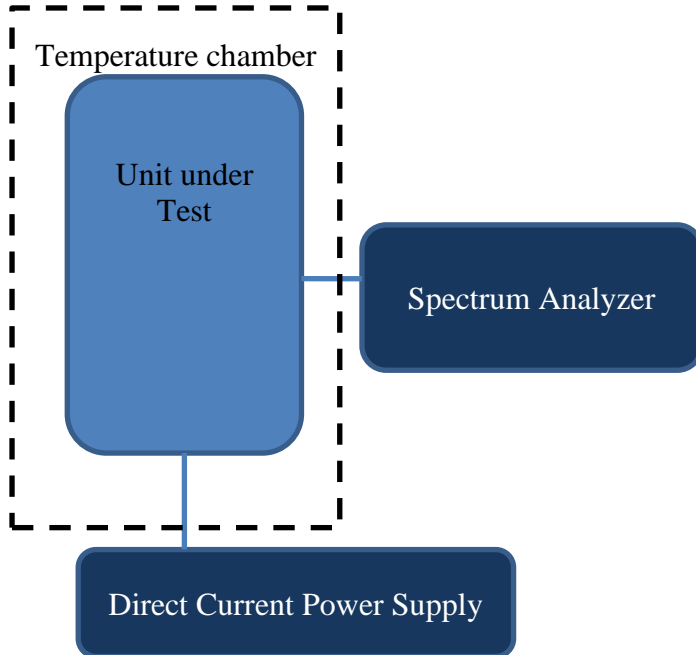 Temperature chamber
Unit under
Test
Spectrum Analyzer
Direct Current Power Supply